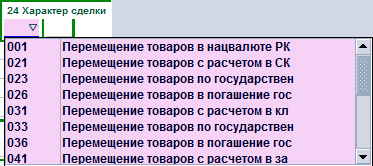 24 Характер сделки
001 Перемещение товаров в нацвалюте РК
021 Перемещение товаров с расчетом в СК
023 Перемещение товаров по государствен
026 Перемещение товаров в погашение гос
031 Перемещение товаров с расчетом в кл
033 Перемещение товаров по государствен
036 Перемещение товаров в погашение гос
041 Перемещение товаров с расчетом в за